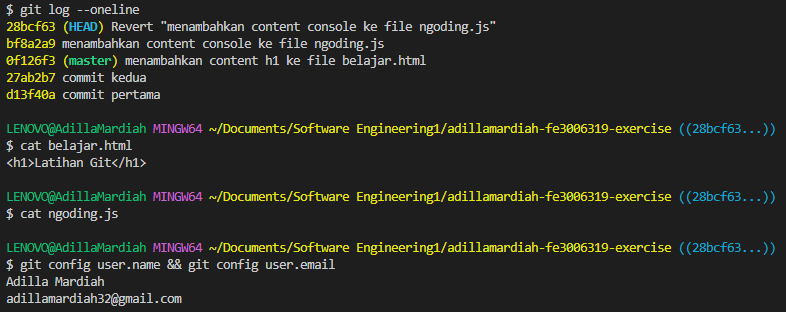 $ git log --oneline
28bcf63 (HEAD) Revert "menambahkan content console ke file ngoding.js"
bf8a2a9 menambahkan content console ke file ngoding.js
0f126f3 (master) menambahkan content h1 ke file belajar.html
27ab2b7 commit kedua
d13f40a commit pertama
LENOVO@AdillaMardiah MINGW64 ~/Documents/Software Engineering1/adillamardiah-fe3006319-exercise ((28bcf63...))
$ cat belajar.html
<h1>Latihan Git</h1>
LENOVO@AdillaMardiah MINGW64 ~/Documents/Software Engineering1/adillamardiah-fe3006319-exercise ((28bcf63...))
$ cat ngoding.js
LENOVO@AdillaMardiah MINGW64 ~/Documents/Software Engineering1/adillamardiah-fe3006319-exercise ((28bcf63...))
$ git config user.name && git config user.email
Adilla Mardiah
adillamardiah32@gmail.com